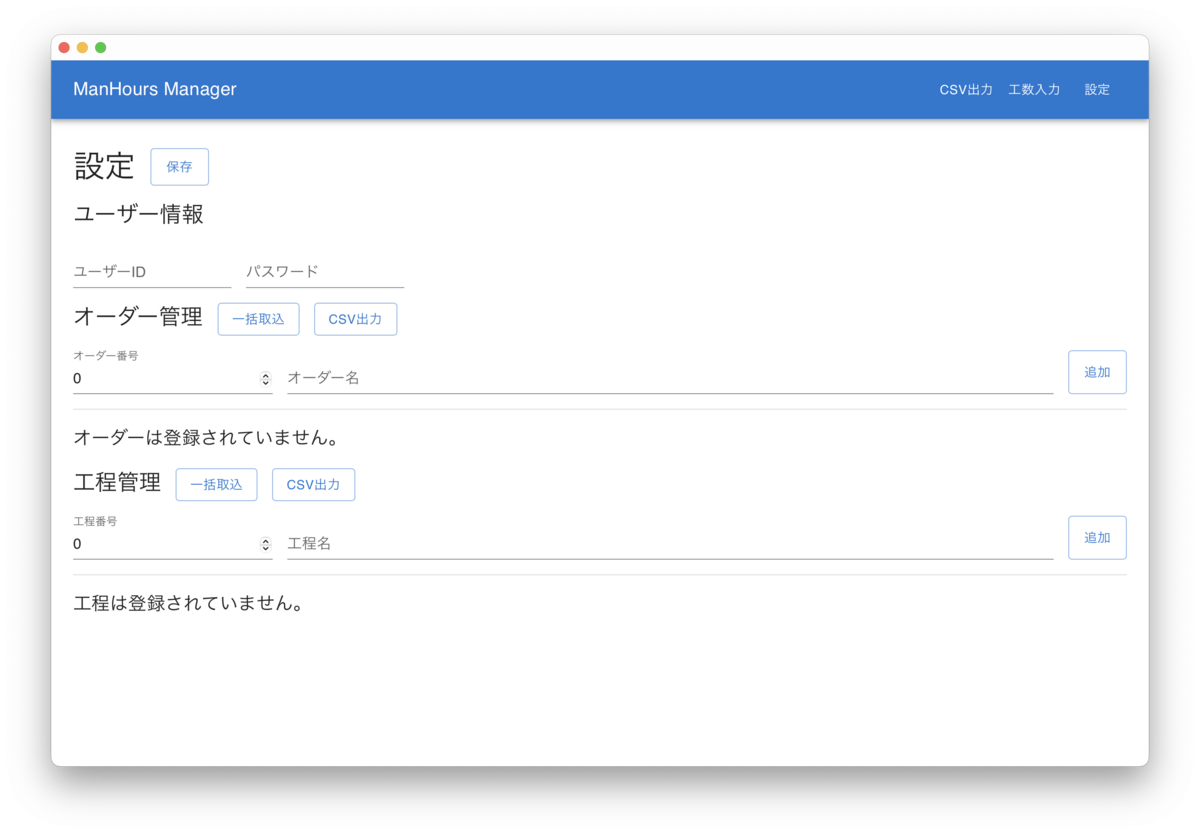 ManHours Manager CSV出力 工数入力 設定
設定 保存
ユーザー情報
ユーザーID パスワード
オーダー管理 一括取込 CSV出力
オーダー番号
0 オーダー名 追加
オーダーは登録されていません。
工程管理 一括取込 CSV出力
工程番号
0 工程名 追加
工程は登録されていません。